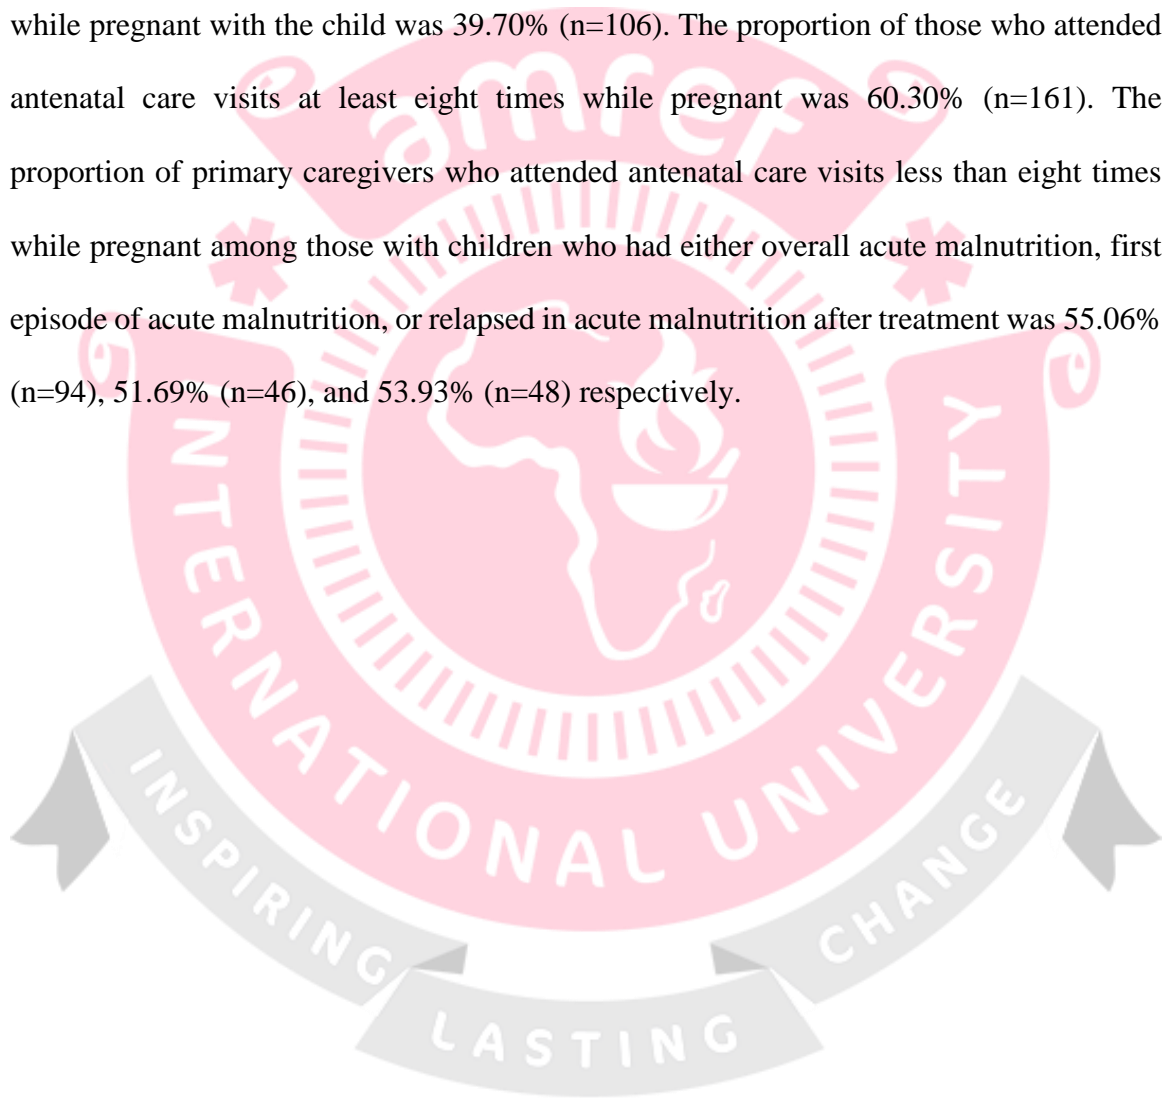 while pregnant with the child was 39.70% (n=106). The proportion of those who attended
antenatal care visits at least eight times while pregnant was 60.30% (n=161). The
proportion of primary caregivers who attended antenatal care visits less than eight times
while pregnant among those with children who had either overall acute malnutrition, first
episode of acute malnutrition, or relapsed in acute malnutrition after treatment was 55.06%
(n=94), 51.69% (n=46), and 53.93% (n=48) respectively.
amref
INTERNATIONAL UNIVERSITY
INSPIRING
LASTING
CHANGE